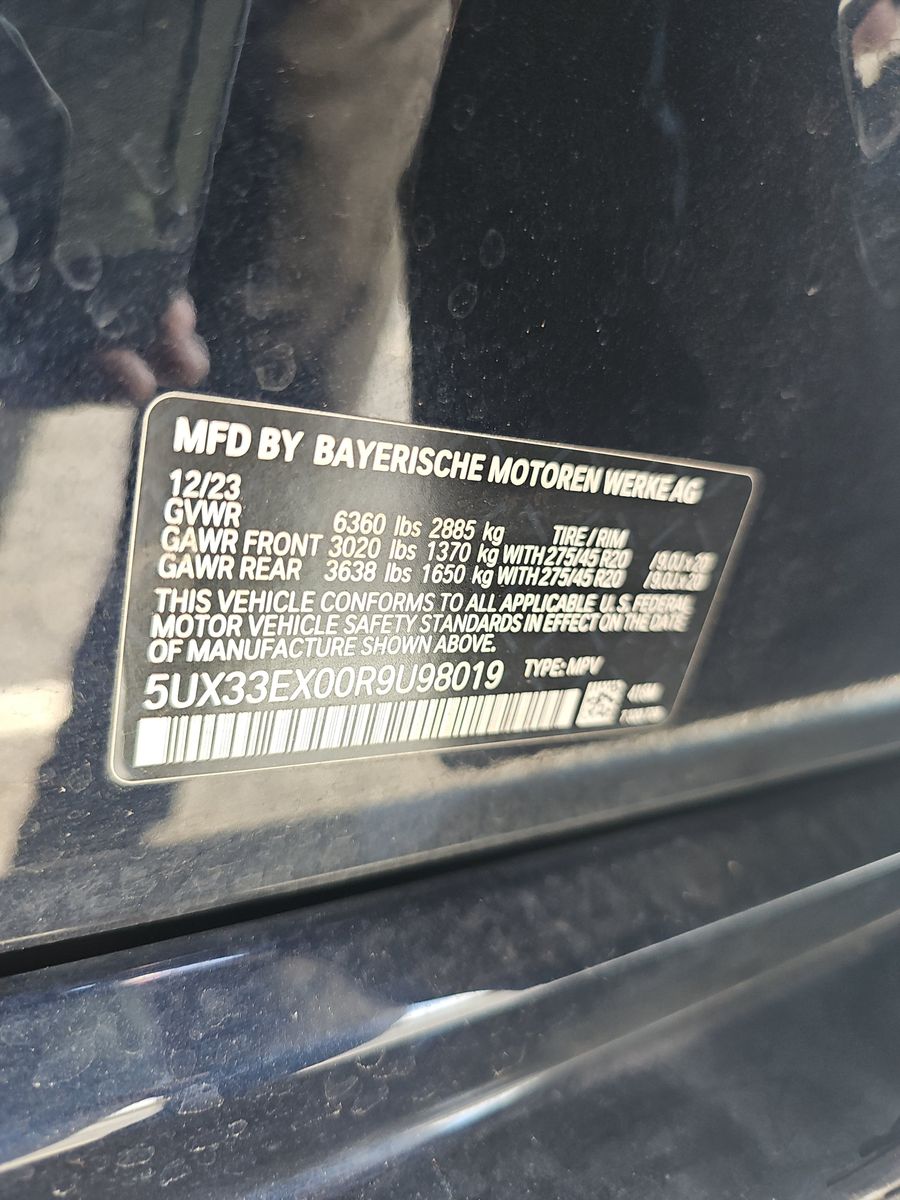 MFD BY BAYERISCHE MOTOREN WERKE AG
12/23
GVWR 6360 lbs 2885 kg TIRE / RIM
GAWR FRONT 3020 lbs 1370 kg WITH 275/45 R20 /9.0Jx20
GAWR REAR 3638 lbs 1650 kg WITH 275/45 R20 /9.0Jx20
THIS VEHICLE CONFORMS TO ALL APPLICABLE U.S. FEDERAL
MOTOR VEHICLE SAFETY STANDARDS IN EFFECT ON THE DATE
OF MANUFACTURE SHOWN ABOVE.
5UX33EX00R9U98019 TYPE: MPV